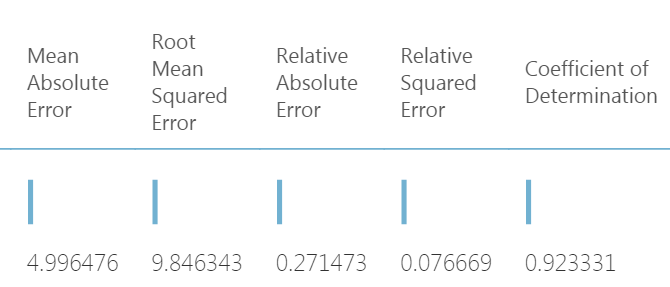 Mean
Absolute
Error
Root
Mean
Squared
Error
Relative
Absolute
Error
Relative
Squared
Error
Coefficient of
Determination
4.996476
9.846343
0.271473
0.076669
0.923331